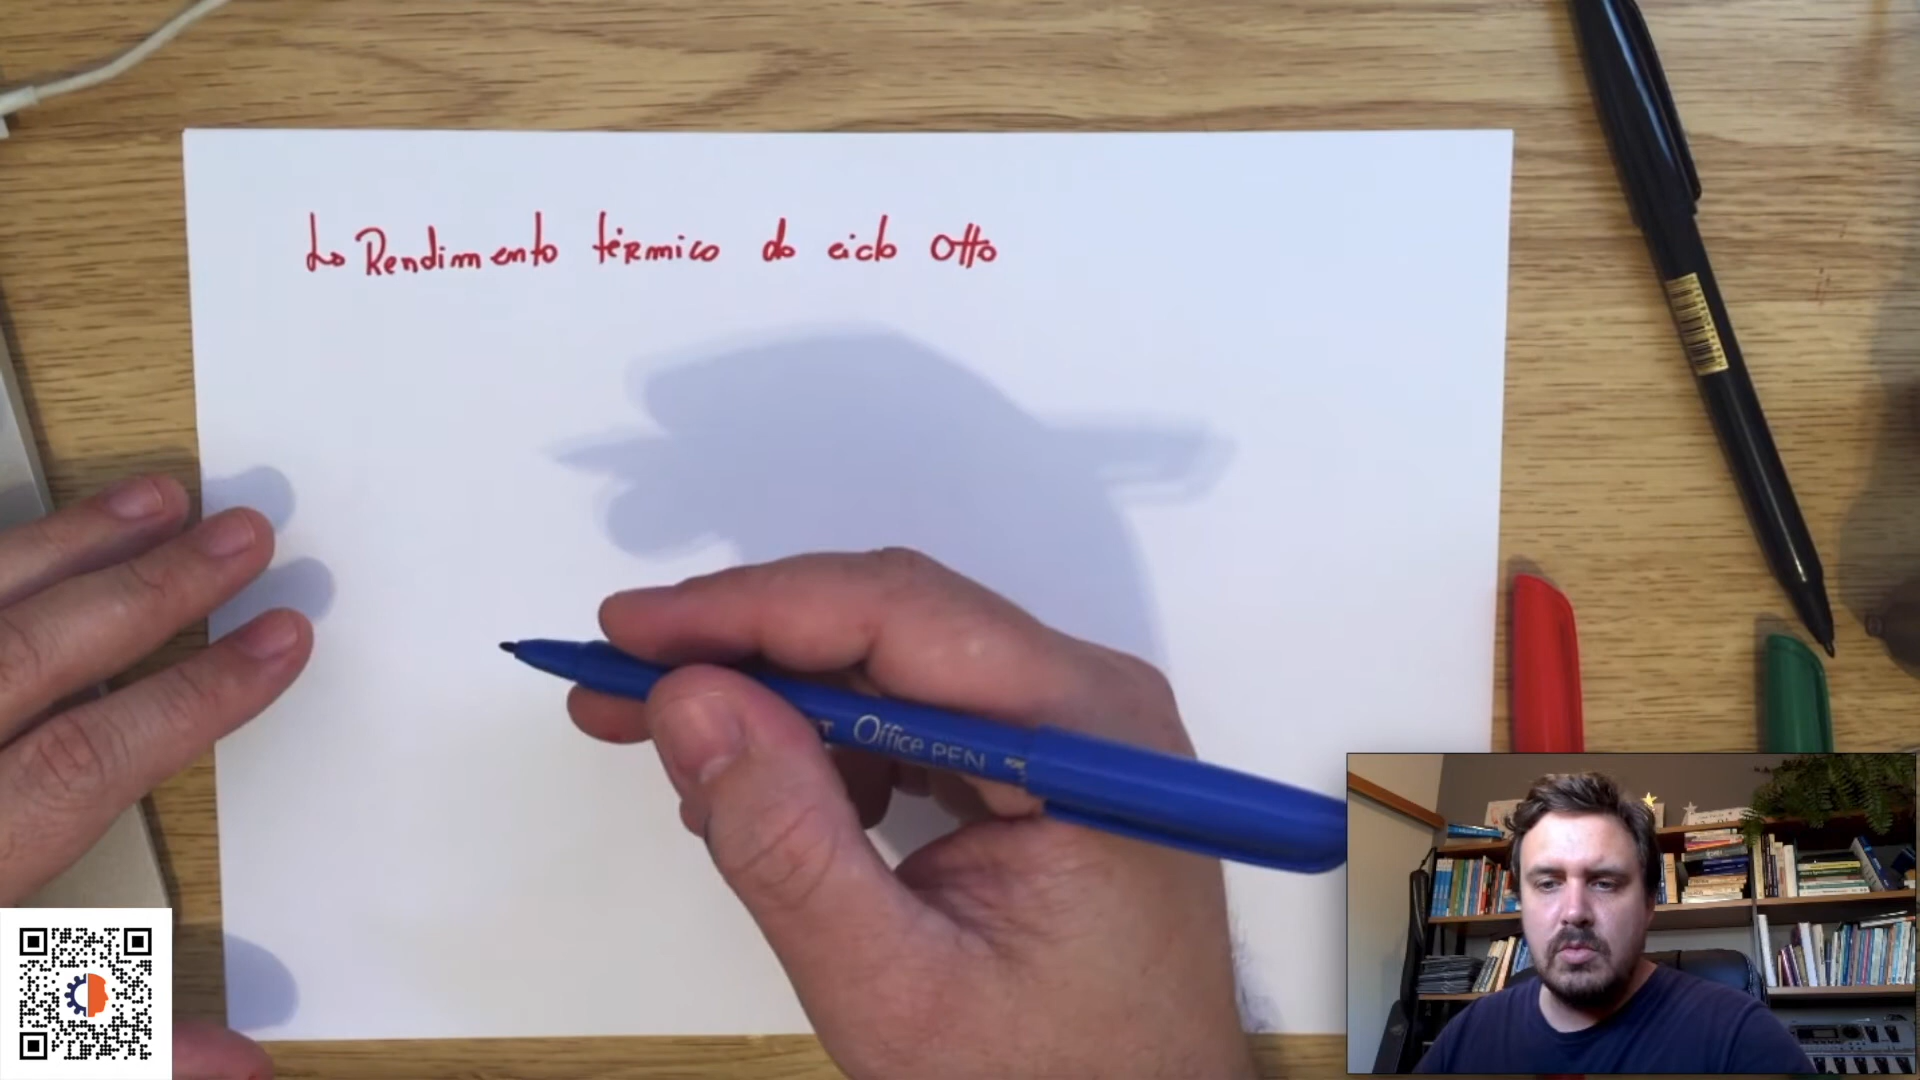 ↳ Rendimento térmico do ciclo Otto
Office PEN